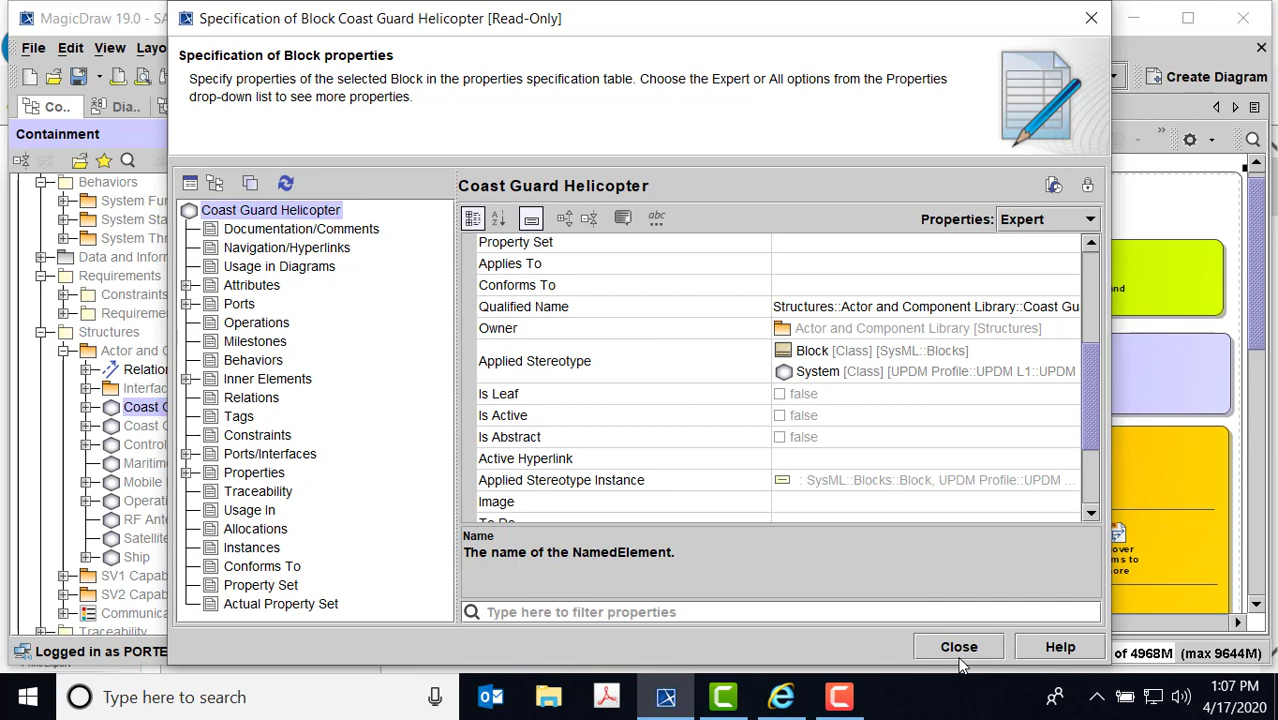 MagicDraw 19.0 - SA
Specification of Block Coast Guard Helicopter [Read-Only]
File Edit View Layo
Specification of Block properties
Specify properties of the selected Block in the properties specification table. Choose the Expert or All options from the Properties
drop-down list to see more properties.
Create Diagram
Co...
Dia...
Containment
Coast Guard Helicopter
Properties: Expert
Behaviors
System Fun
System Sta
System Thr
Data and Infor
Requirements
Constraints
Requireme
Structures
Actor and C
Relation
Interfac
Coast G
Coast G
Control
Maritim
Mobile
Operati
RF Ante
Satellite
Ship
SV1 Capab
SV2 Capab
Communica
Traceability
Coast Guard Helicopter
Documentation/Comments
Navigation/Hyperlinks
Usage in Diagrams
Attributes
Ports
Operations
Milestones
Behaviors
Inner Elements
Relations
Tags
Constraints
Ports/Interfaces
Properties
Traceability
Usage In
Allocations
Instances
Conforms To
Property Set
Actual Property Set
Property Set
Applies To
Conforms To
Qualified Name Structures::Actor and Component Library::Coast Gu
Owner Actor and Component Library [Structures]
Applied Stereotype Block [Class] [SysML::Blocks]
System [Class] [UPDM Profile::UPDM L1::UPDM
Is Leaf false
Is Active false
Is Abstract false
Active Hyperlink
Applied Stereotype Instance : SysML::Blocks::Block, UPDM Profile::UPDM ...
Image
To Do
Name
The name of the NamedElement.
Type here to filter properties
Close Help
Logged in as PORTE
of 4968M (max 9644M)
Type here to search
1:07 PM
4/17/2020